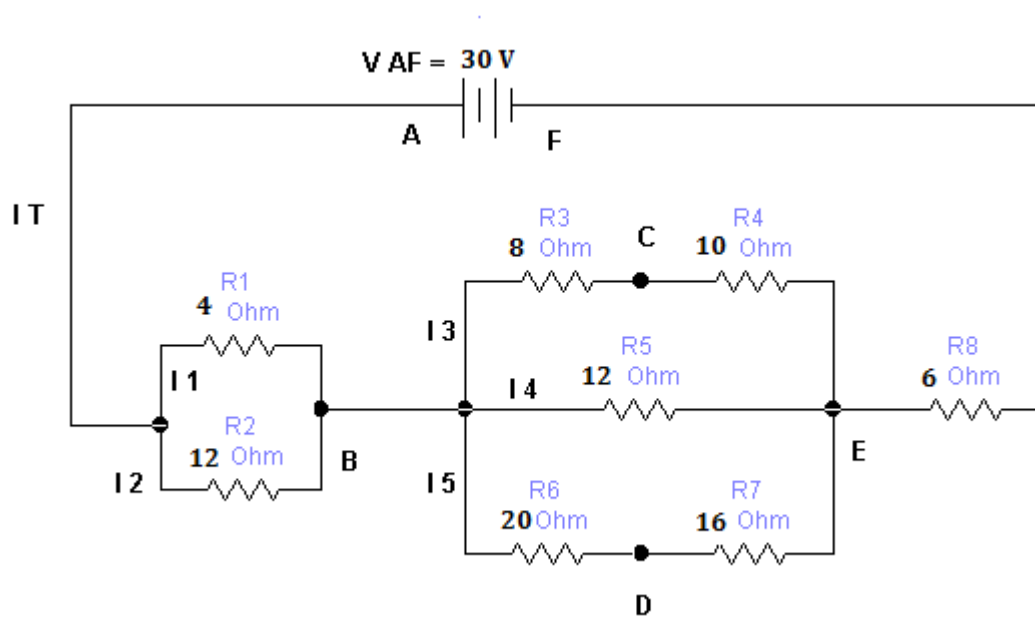 V AF = 30 V
A
F
I T
R3
8 Ohm
C
R4
10 Ohm
R1
4 Ohm
I 3
I 1
R5
12 Ohm
I 4
R8
6 Ohm
R2
12 Ohm
B
E
I 2
I 5
R6
20 Ohm
R7
16 Ohm
D